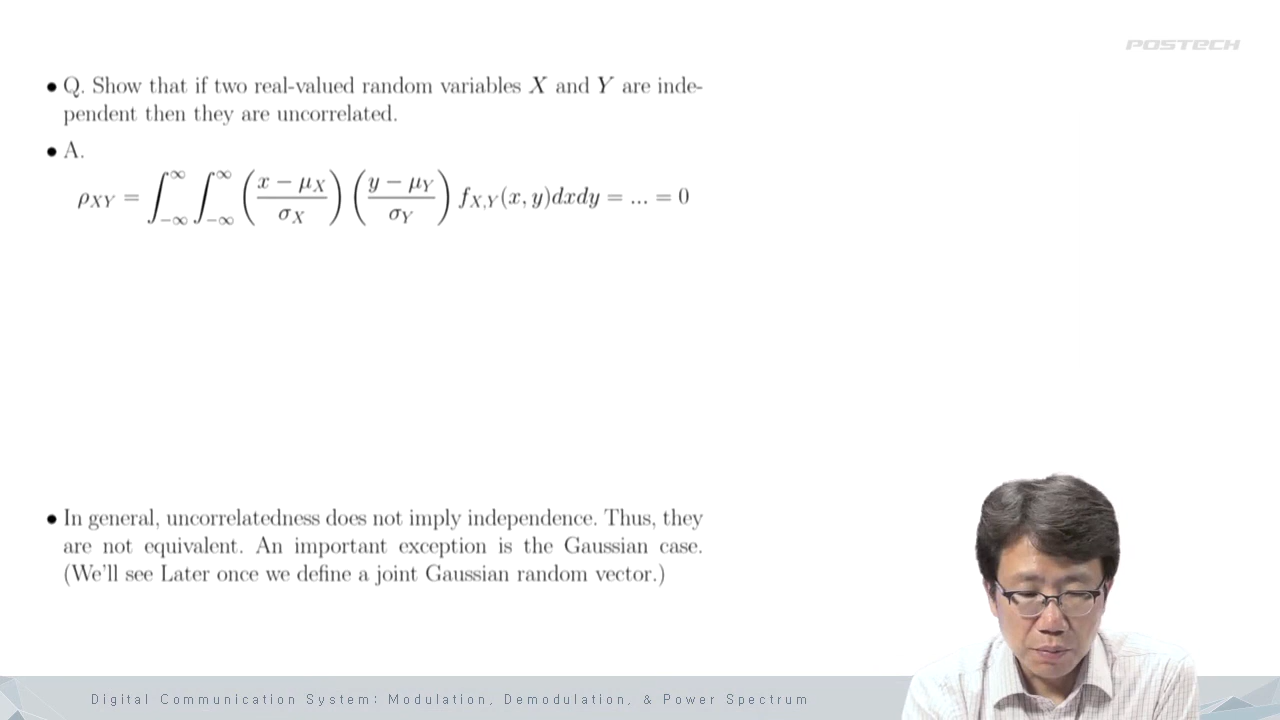 POSTECH
• Q. Show that if two real-valued random variables X and Y are inde-
pendent then they are uncorrelated.
• A.
ρ_XY = ∫_{-∞}^{∞} ∫_{-∞}^{∞} ((x − μ_X)/σ_X) ((y − μ_Y)/σ_Y) f_{X,Y}(x, y)dxdy = ... = 0
• In general, uncorrelatedness does not imply independence. Thus, they
are not equivalent. An important exception is the Gaussian case.
(We'll see Later once we define a joint Gaussian random vector.)
Digital Communication System: Modulation, Demodulation, & Power Spectrum